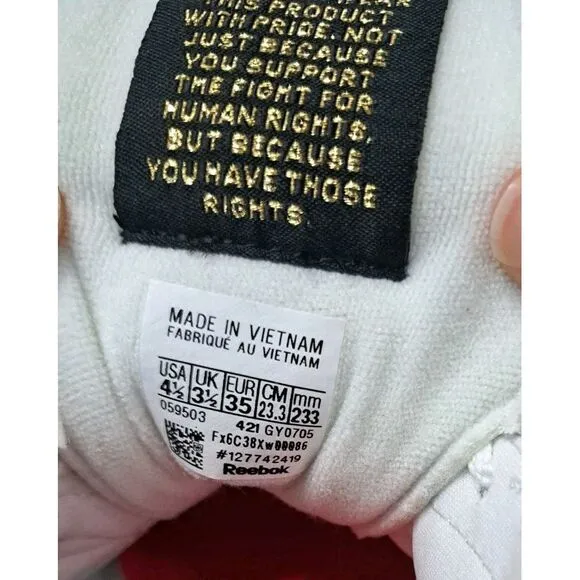 THIS PRODUCT
WITH PRIDE. NOT
JUST BECAUSE
YOU SUPPORT
THE FIGHT FOR
HUMAN RIGHTS,
BUT BECAUSE
YOU HAVE THOSE
RIGHTS.
MADE IN VIETNAM
FABRIQUÉ AU VIETNAM
USA UK EUR CM mm
4½ 3½ 35 23.3 233
059503 421 GY0705
Fx6C38Xw00086
#127742419
Reebok